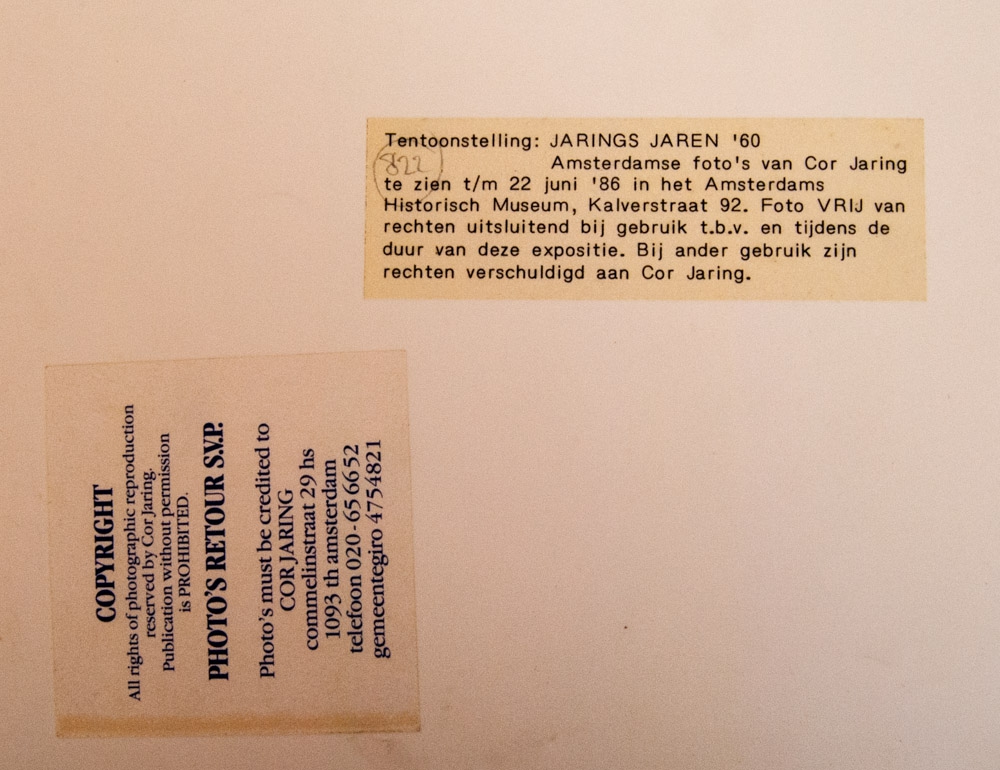 Tentoonstelling: JARINGS JAREN '60
822
Amsterdamse foto's van Cor Jaring
te zien t/m 22 juni '86 in het Amsterdams
Historisch Museum, Kalverstraat 92. Foto VRIJ van
rechten uitsluitend bij gebruik t.b.v. en tijdens de
duur van deze expositie. Bij ander gebruik zijn
rechten verschuldigd aan Cor Jaring.
COPYRIGHT
All rights of photographic reproduction
reserved by Cor Jaring.
Publication without permission
is PROHIBITED.
PHOTO'S RETOUR S.V.P.
Photo's must be credited to
COR JARING
commelinstraat 29 hs
1093 th amsterdam
telefoon 020-656652
gemeentegiro 4754821